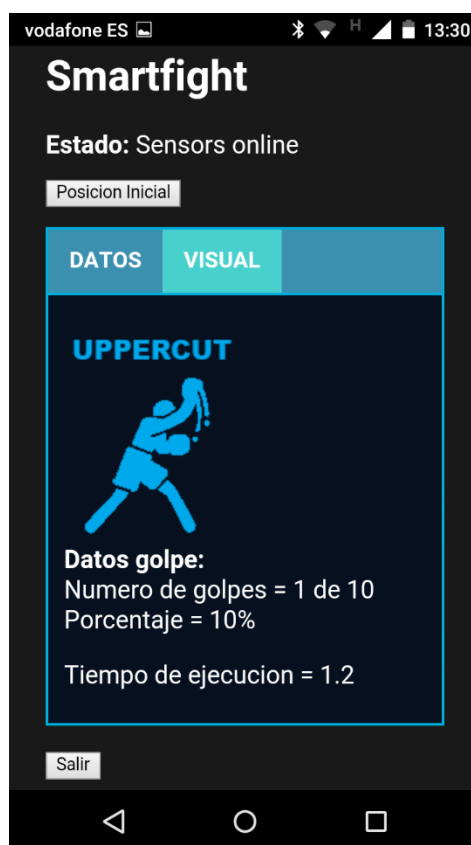 vodafone ES H 13:30
Smartfight
Estado: Sensors online
Posicion Inicial
DATOS VISUAL
UPPERCUT
Datos golpe:
Numero de golpes = 1 de 10
Porcentaje = 10%
Tiempo de ejecucion = 1.2
Salir